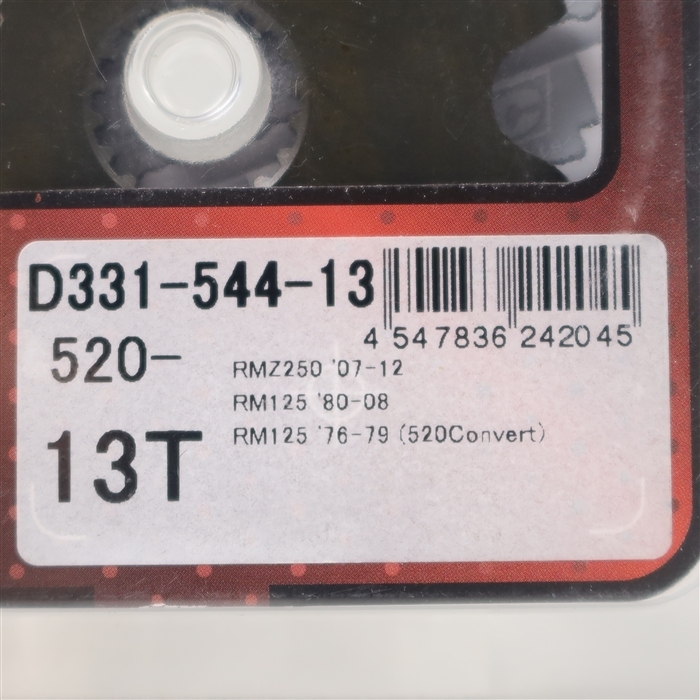 D331-544-13
4 547836 242045
520-
RMZ250 '07-12
RM125 '80-08
13T
RM125 '76-79 (520Convert)